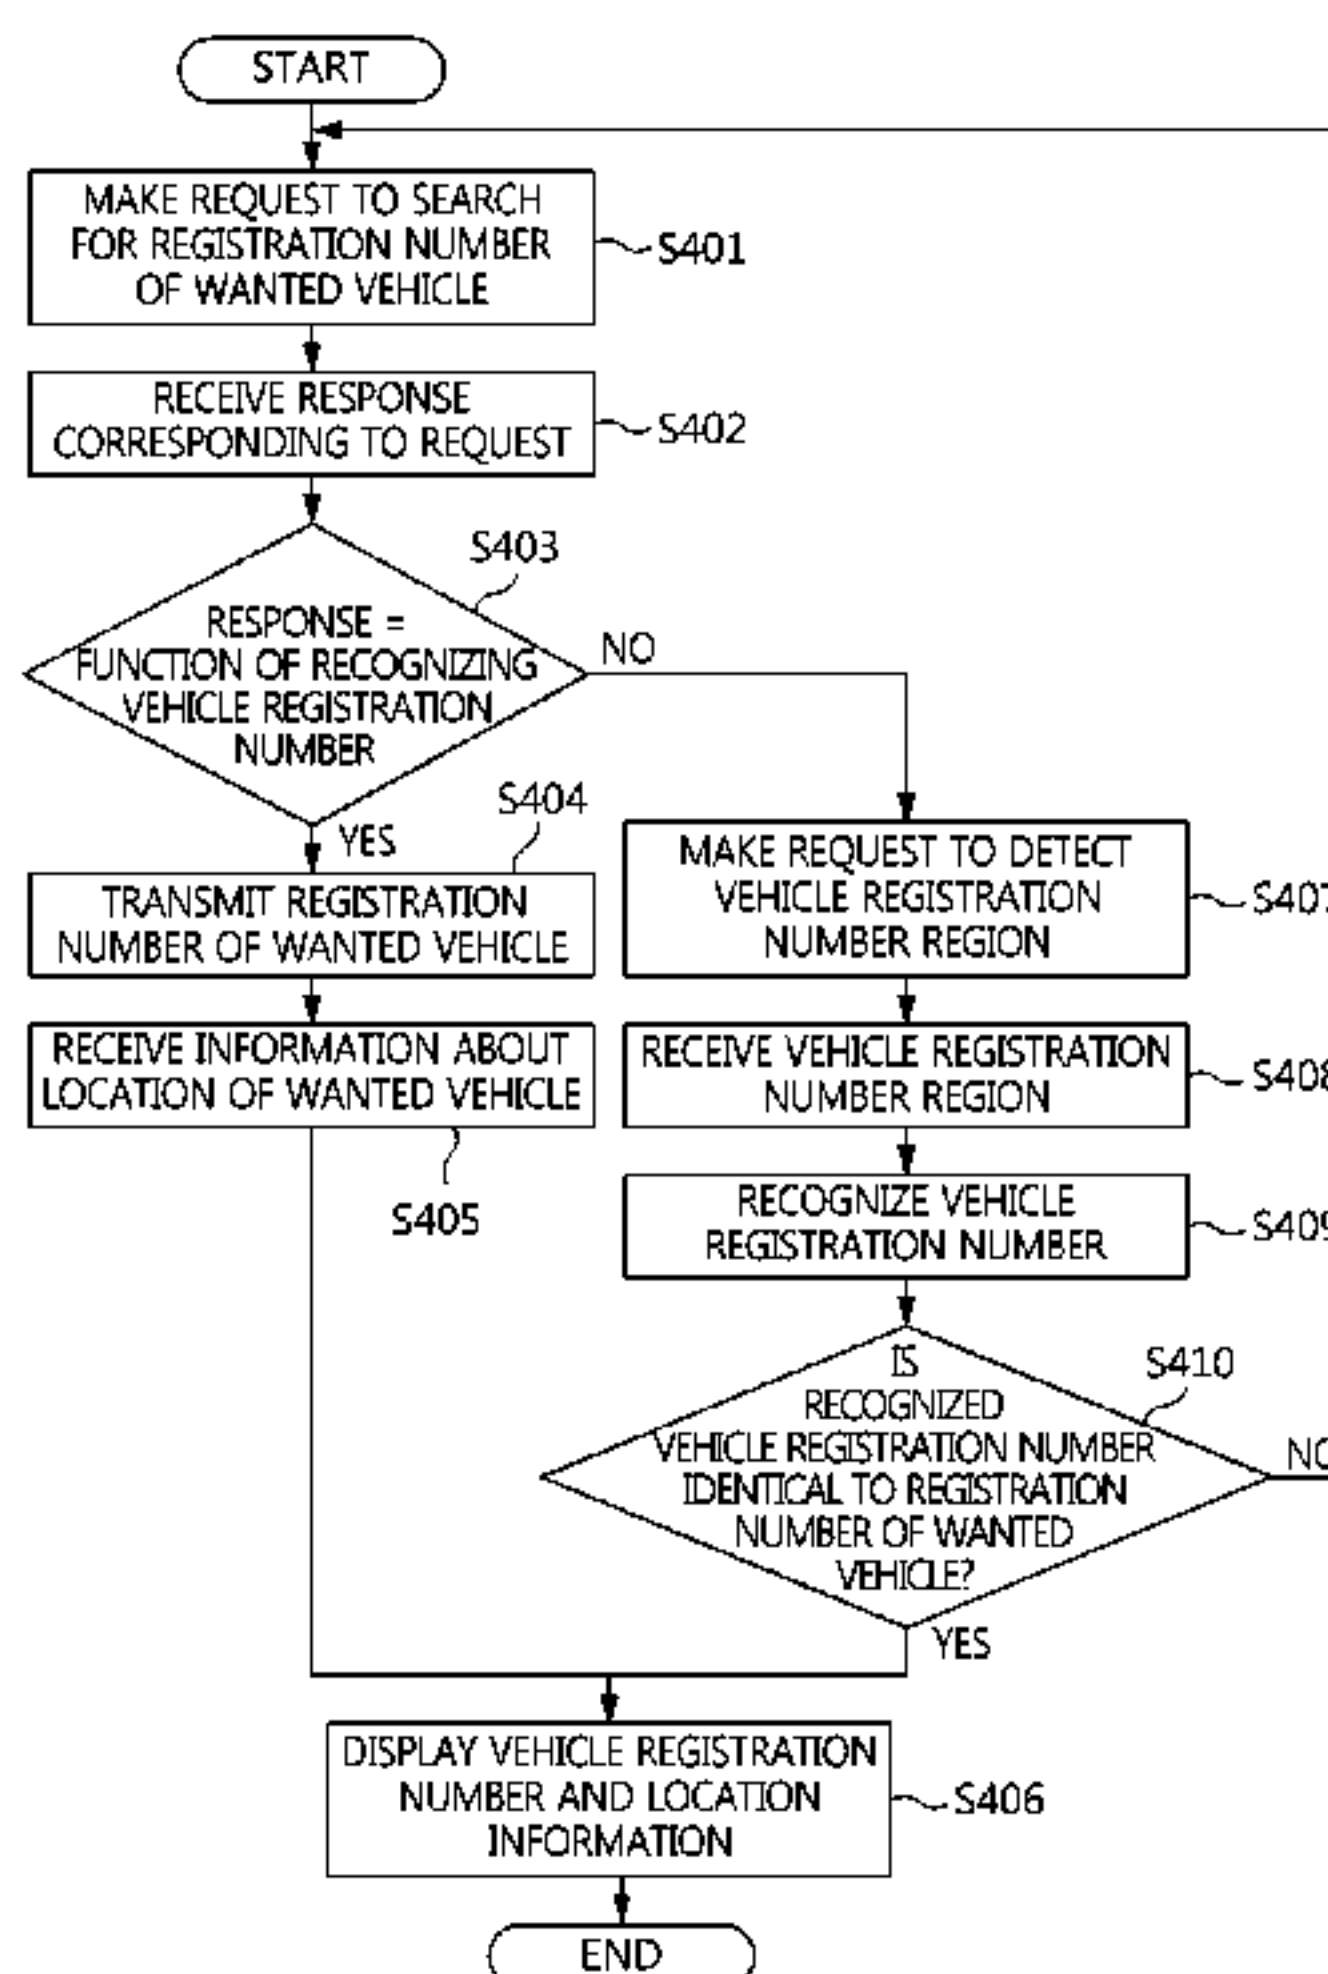 START
MAKE REQUEST TO SEARCH
FOR REGISTRATION NUMBER
OF WANTED VEHICLE
S401
RECEIVE RESPONSE
CORRESPONDING TO REQUEST
S402
S403
RESPONSE =
FUNCTION OF RECOGNIZING
VEHICLE REGISTRATION
NUMBER
NO
YES
S404
TRANSMIT REGISTRATION
NUMBER OF WANTED VEHICLE
RECEIVE INFORMATION ABOUT
LOCATION OF WANTED VEHICLE
S405
MAKE REQUEST TO DETECT
VEHICLE REGISTRATION
NUMBER REGION
S407
RECEIVE VEHICLE REGISTRATION
NUMBER REGION
S408
RECOGNIZE VEHICLE
REGISTRATION NUMBER
S409
S410
IS
RECOGNIZED
VEHICLE REGISTRATION NUMBER
IDENTICAL TO REGISTRATION
NUMBER OF WANTED
VEHICLE?
NO
YES
DISPLAY VEHICLE REGISTRATION
NUMBER AND LOCATION
INFORMATION
S406
END